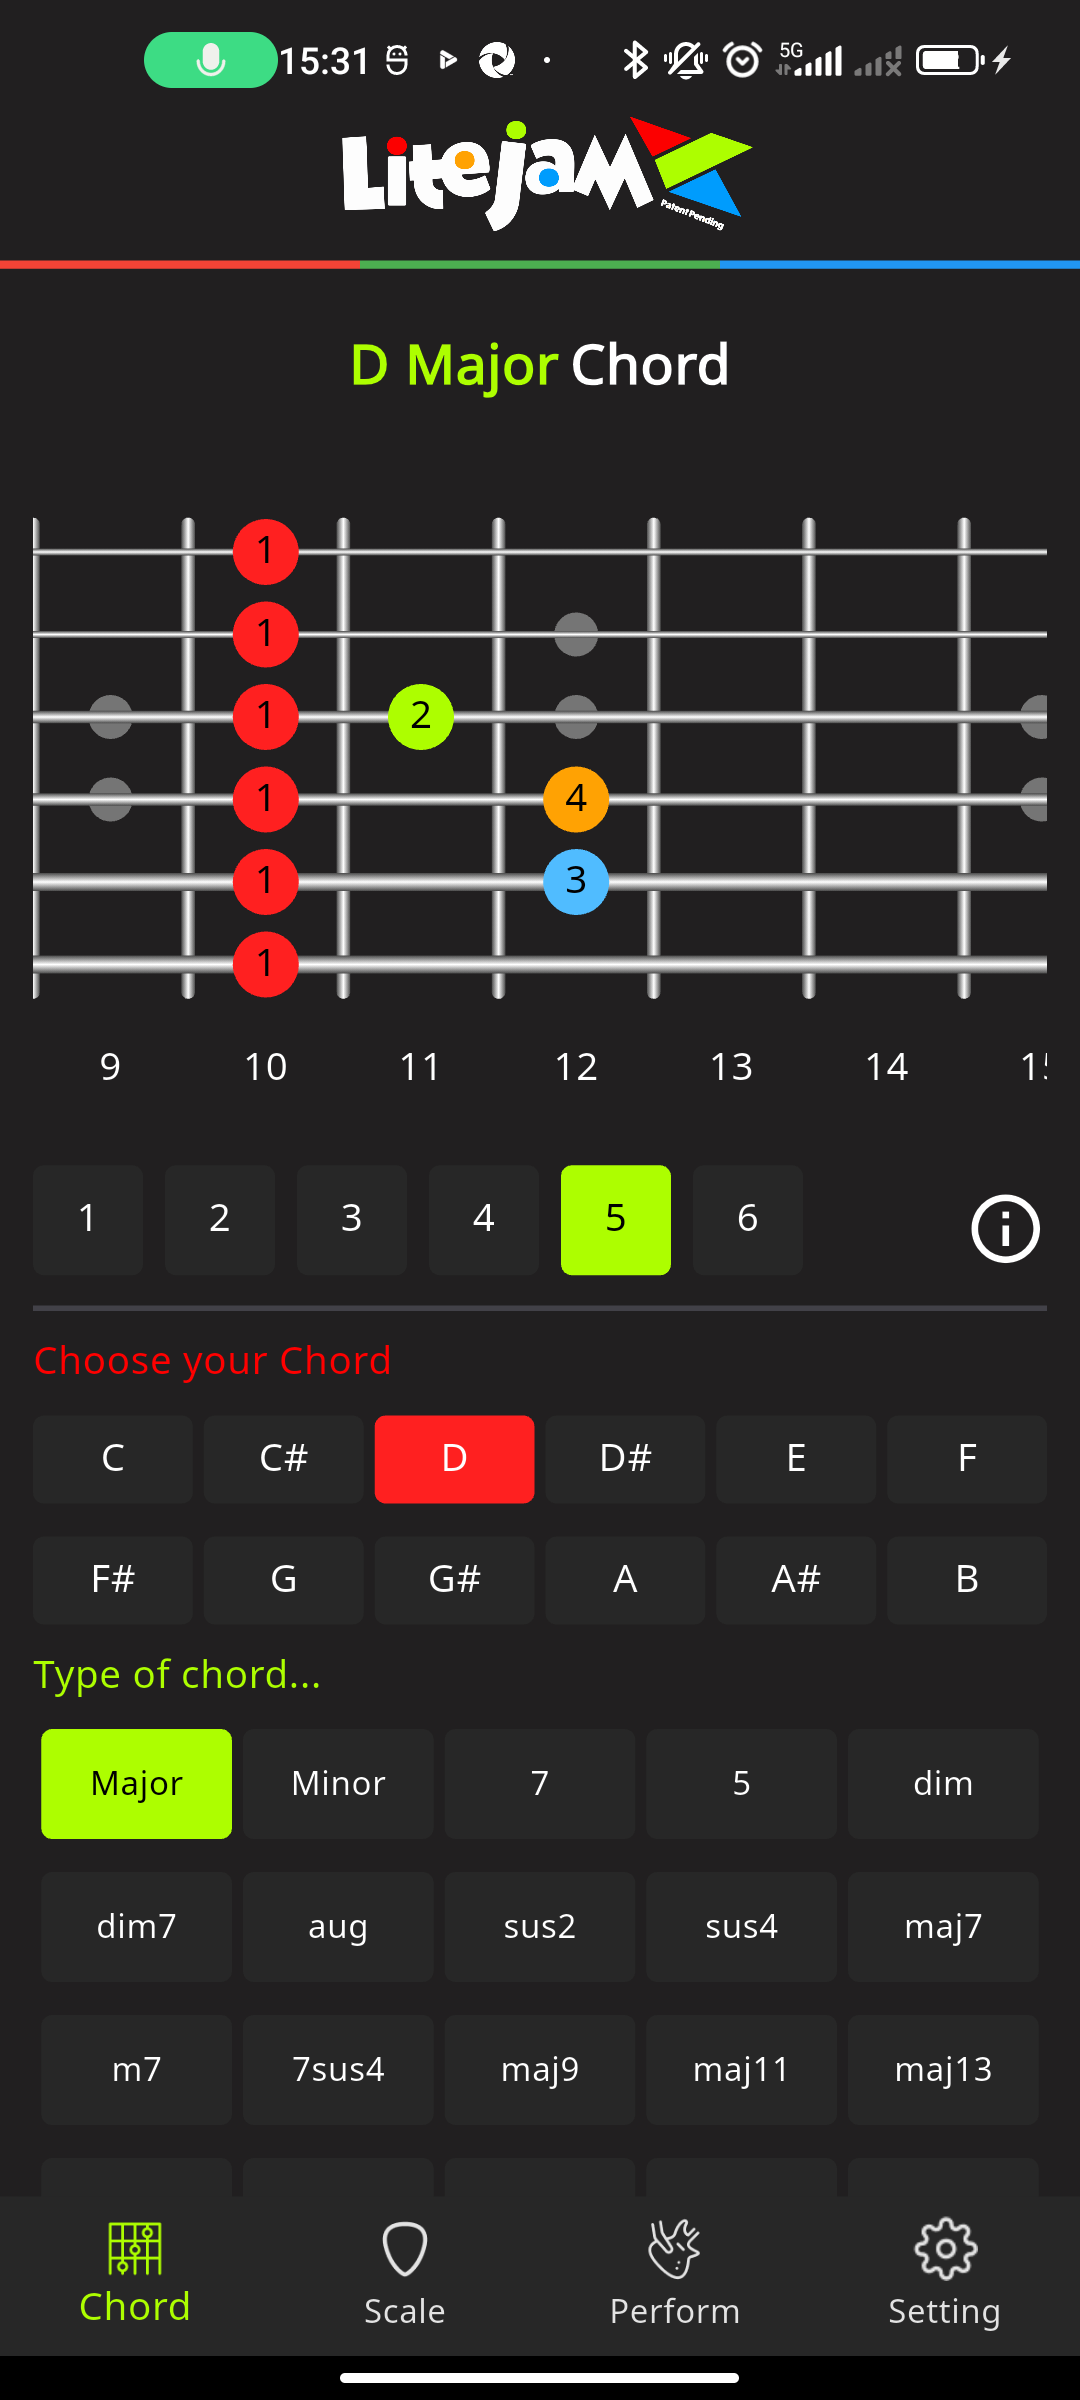 15:31 5G
LiteJam
Patent Pending
D Major Chord
1
1
1 2
1 4
1 3
1
9 10 11 12 13 14 15
1 2 3 4 5 6
Choose your Chord
C C# D D# E F
F# G G# A A# B
Type of chord...
Major Minor 7 5 dim
dim7 aug sus2 sus4 maj7
m7 7sus4 maj9 maj11 maj13
Chord Scale Perform Setting